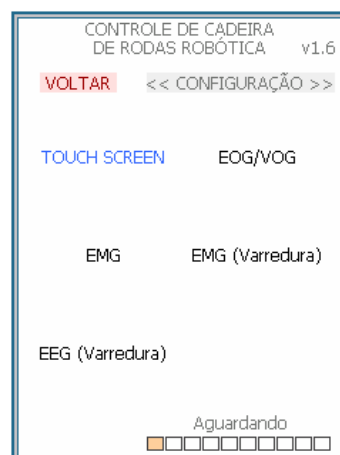 CONTROLE DE CADEIRA
DE RODAS ROBÓTICA v1.6
VOLTAR << CONFIGURAÇÃO >>
TOUCH SCREEN EOG/VOG
EMG EMG (Varredura)
EEG (Varredura)
Aguardando